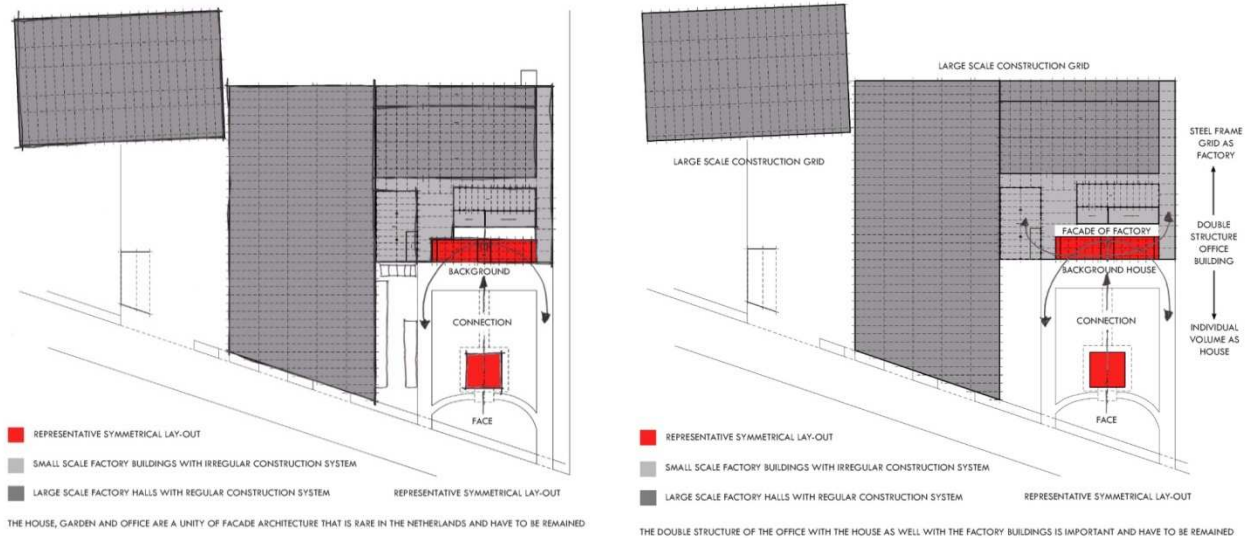 BACKGROUND
CONNECTION
FACE
REPRESENTATIVE SYMMETRICAL LAY-OUT
SMALL SCALE FACTORY BUILDINGS WITH IRREGULAR CONSTRUCTION SYSTEM
LARGE SCALE FACTORY HALLS WITH REGULAR CONSTRUCTION SYSTEM
REPRESENTATIVE SYMMETRICAL LAY-OUT
THE HOUSE, GARDEN AND OFFICE ARE A UNITY OF FACADE ARCHITECTURE THAT IS RARE IN THE NETHERLANDS AND HAVE TO BE REMAINED
LARGE SCALE CONSTRUCTION GRID
LARGE SCALE CONSTRUCTION GRID
STEEL FRAME
GRID AS
FACTORY
DOUBLE
STRUCTURE
OFFICE
BUILDING
INDIVIDUAL
VOLUME AS
HOUSE
FACADE OF FACTORY
BACKGROUND HOUSE
CONNECTION
FACE
REPRESENTATIVE SYMMETRICAL LAY-OUT
SMALL SCALE FACTORY BUILDINGS WITH IRREGULAR CONSTRUCTION SYSTEM
LARGE SCALE FACTORY HALLS WITH REGULAR CONSTRUCTION SYSTEM
REPRESENTATIVE SYMMETRICAL LAY-OUT
THE DOUBLE STRUCTURE OF THE OFFICE WITH THE HOUSE AS WELL WITH THE FACTORY BUILDINGS IS IMPORTANT AND HAVE TO BE REMAINED